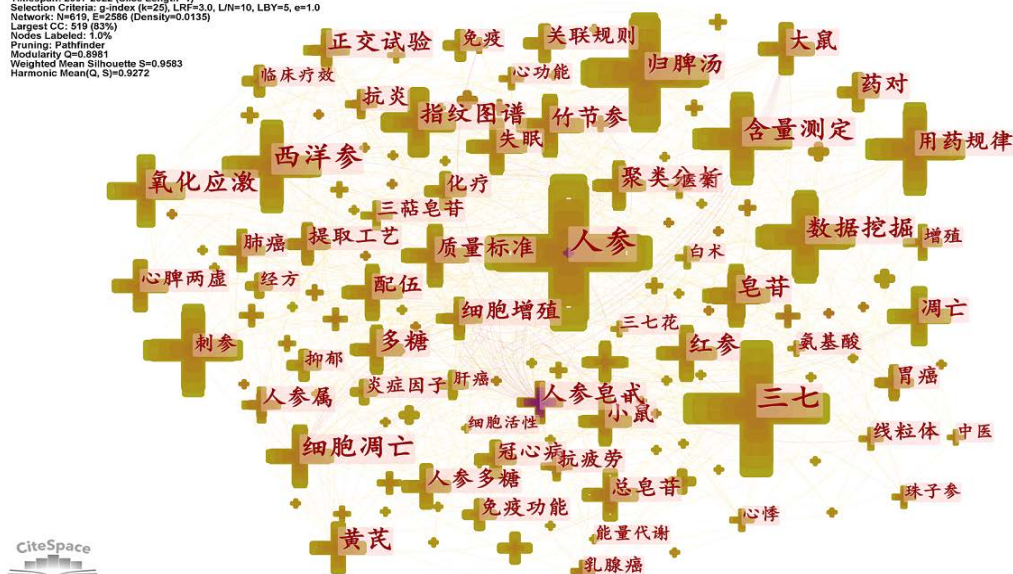 Selection Criteria: g-index (k=25), LRF=3.0, L/N=10, LBY=5, e=1.0
Network: N=619, E=2586 (Density=0.0135)
Largest CC: 519 (83%)
Nodes Labeled: 1.0%
Pruning: Pathfinder
Modularity Q=0.8981
Weighted Mean Silhouette S=0.9583
Harmonic Mean(Q, S)=0.9272
正交试验
免疫
关联规则
大鼠
归脾汤
临床疗效
心功能
药对
抗炎
指纹图谱
竹节参
含量测定
失眠
用药规律
西洋参
氧化应激
化疗
聚类分析
三萜皂苷
数据挖掘
肺癌
提取工艺
质量标准
人参
白术
增殖
心脾两虚
经方
配伍
皂苷
细胞增殖
凋亡
三七花
刺参
抑郁
多糖
红参
氨基酸
人参属
炎症因子
肝癌
人参皂甙
胃癌
三七
小鼠
细胞活性
细胞凋亡
冠心病
抗疲劳
线粒体
中医
人参多糖
总皂苷
珠子参
免疫功能
心悸
黄芪
能量代谢
乳腺癌
CiteSpace